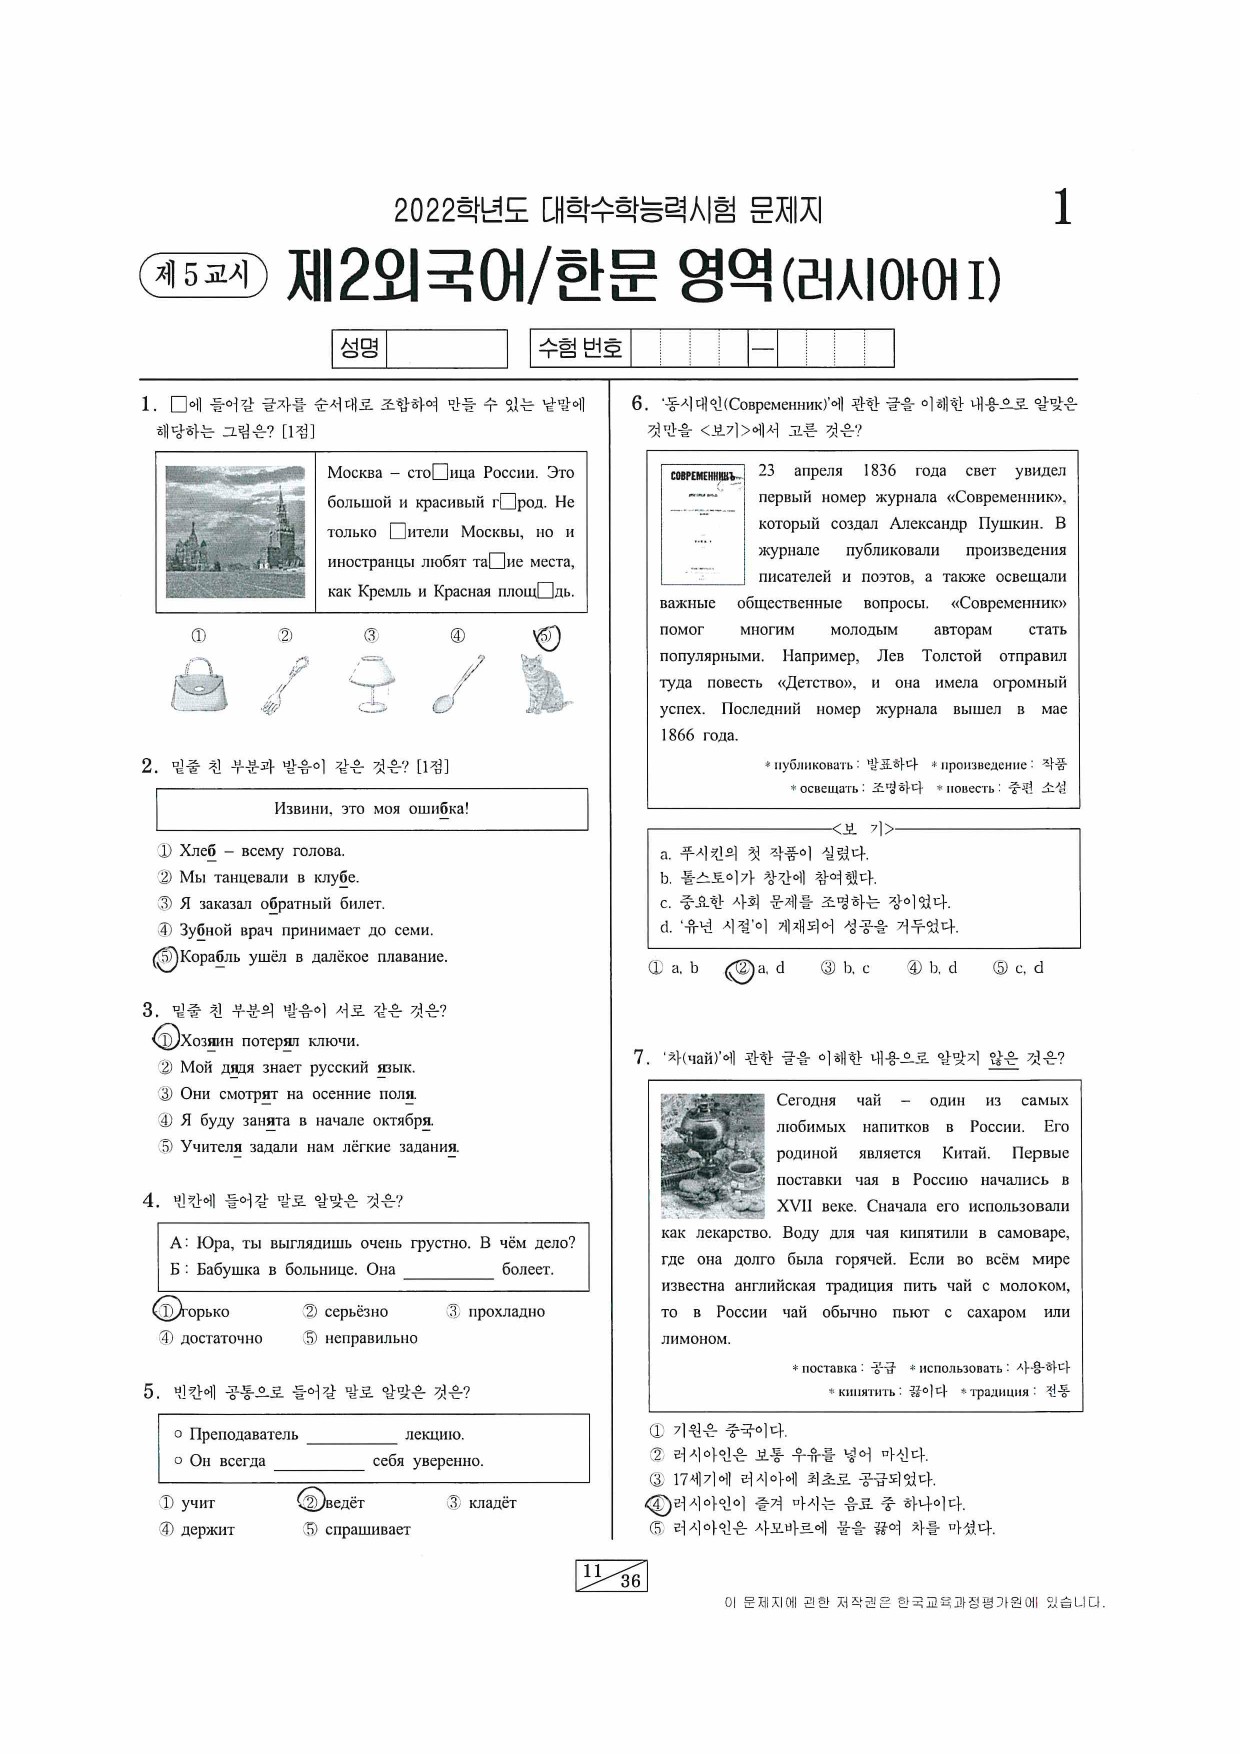 2022학년도 대학수학능력시험 문제지
1
제 5 교시
제2외국어/한문 영역(러시아어 I)
성명
수험 번호
—
1. □에 들어갈 글자를 순서대로 조합하여 만들 수 있는 낱말에
해당하는 그림은? [1점]
Москва – сто□ица России. Это
большой и красивый г□род. Не
только □ители Москвы, но и
иностранцы любят та□ие места,
как Кремль и Красная площ□дь.
① ② ③ ④ ⑤
2. 밑줄 친 부분과 발음이 같은 것은? [1점]
Извини, это моя ошибка!
① Хлеб – всему голова.
② Мы танцевали в клубе.
③ Я заказал обратный билет.
④ Зубной врач принимает до семи.
⑤ Корабль ушёл в далёкое плавание.
3. 밑줄 친 부분의 발음이 서로 같은 것은?
① Хозяин потерял ключи.
② Мой дядя знает русский язык.
③ Они смотрят на осенние поля.
④ Я буду занята в начале октября.
⑤ Учителя задали нам лёгкие задания.
4. 빈칸에 들어갈 말로 알맞은 것은?
А: Юра, ты выглядишь очень грустно. В чём дело?
Б: Бабушка в больнице. Она ________ болеет.
① горько ② серьёзно ③ прохладно
④ достаточно ⑤ неправильно
5. 빈칸에 공통으로 들어갈 말로 알맞은 것은?
○ Преподаватель ________ лекцию.
○ Он всегда ________ себя уверенно.
① учит ② ведёт ③ кладёт
④ держит ⑤ спрашивает
6. ‘동시대인(Современник)’에 관한 글을 이해한 내용으로 알맞은
것만을 <보기>에서 고른 것은?
СОВРЕМЕННИКЪ
23 апреля 1836 года свет увидел
первый номер журнала «Современник»,
который создал Александр Пушкин. В
журнале публиковали произведения
писателей и поэтов, а также освещали
важные общественные вопросы. «Современник»
помог многим молодым авторам стать
популярными. Например, Лев Толстой отправил
туда повесть «Детство», и она имела огромный
успех. Последний номер журнала вышел в мае
1866 года.
* публиковать: 발표하다 * произведение: 작품
* освещать: 조명하다 * повесть: 중편 소설
<보 기>
a. 푸시킨의 첫 작품이 실렸다.
b. 톨스토이가 창간에 참여했다.
c. 중요한 사회 문제를 조명하는 장이었다.
d. ‘유년 시절’이 게재되어 성공을 거두었다.
① a, b ② a, d ③ b, c ④ b, d ⑤ c, d
7. ‘차(чай)’에 관한 글을 이해한 내용으로 알맞지 않은 것은?
Сегодня чай – один из самых
любимых напитков в России. Его
родиной является Китай. Первые
поставки чая в Россию начались в
XVII веке. Сначала его использовали
как лекарство. Воду для чая кипятили в самоваре,
где она долго была горячей. Если во всём мире
известна английская традиция пить чай с молоком,
то в России чай обычно пьют с сахаром или
лимоном.
* поставка: 공급 * использовать: 사용하다
* кипятить: 끓이다 * традиция: 전통
① 기원은 중국이다.
② 러시아인은 보통 우유를 넣어 마신다.
③ 17세기에 러시아에 최초로 공급되었다.
④ 러시아인이 즐겨 마시는 음료 중 하나이다.
⑤ 러시아인은 사모바르에 물을 끓여 차를 마셨다.
11 36
이 문제지에 관한 저작권은 한국교육과정평가원에 있습니다.